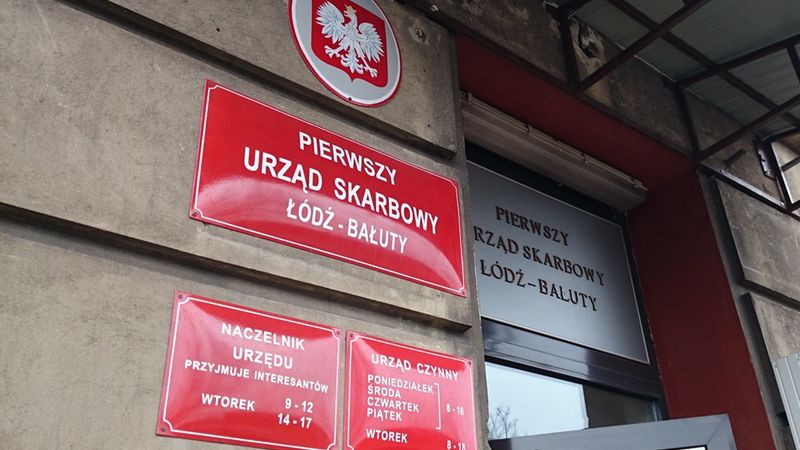 PIERWSZY
URZĄD SKARBOWY
ŁÓDŹ - BAŁUTY
PIERWSZY
RZĄD SKARBOWY
ŁÓDŹ - BAŁUTY
NACZELNIK
URZĘDU
PRZYJMUJE INTERESANTÓW
WTOREK 9 - 12
14 - 17
URZĄD CZYNNY
PONIEDZIAŁEK
ŚRODA
CZWARTEK
PIĄTEK
8 - 16
WTOREK 8 - 18